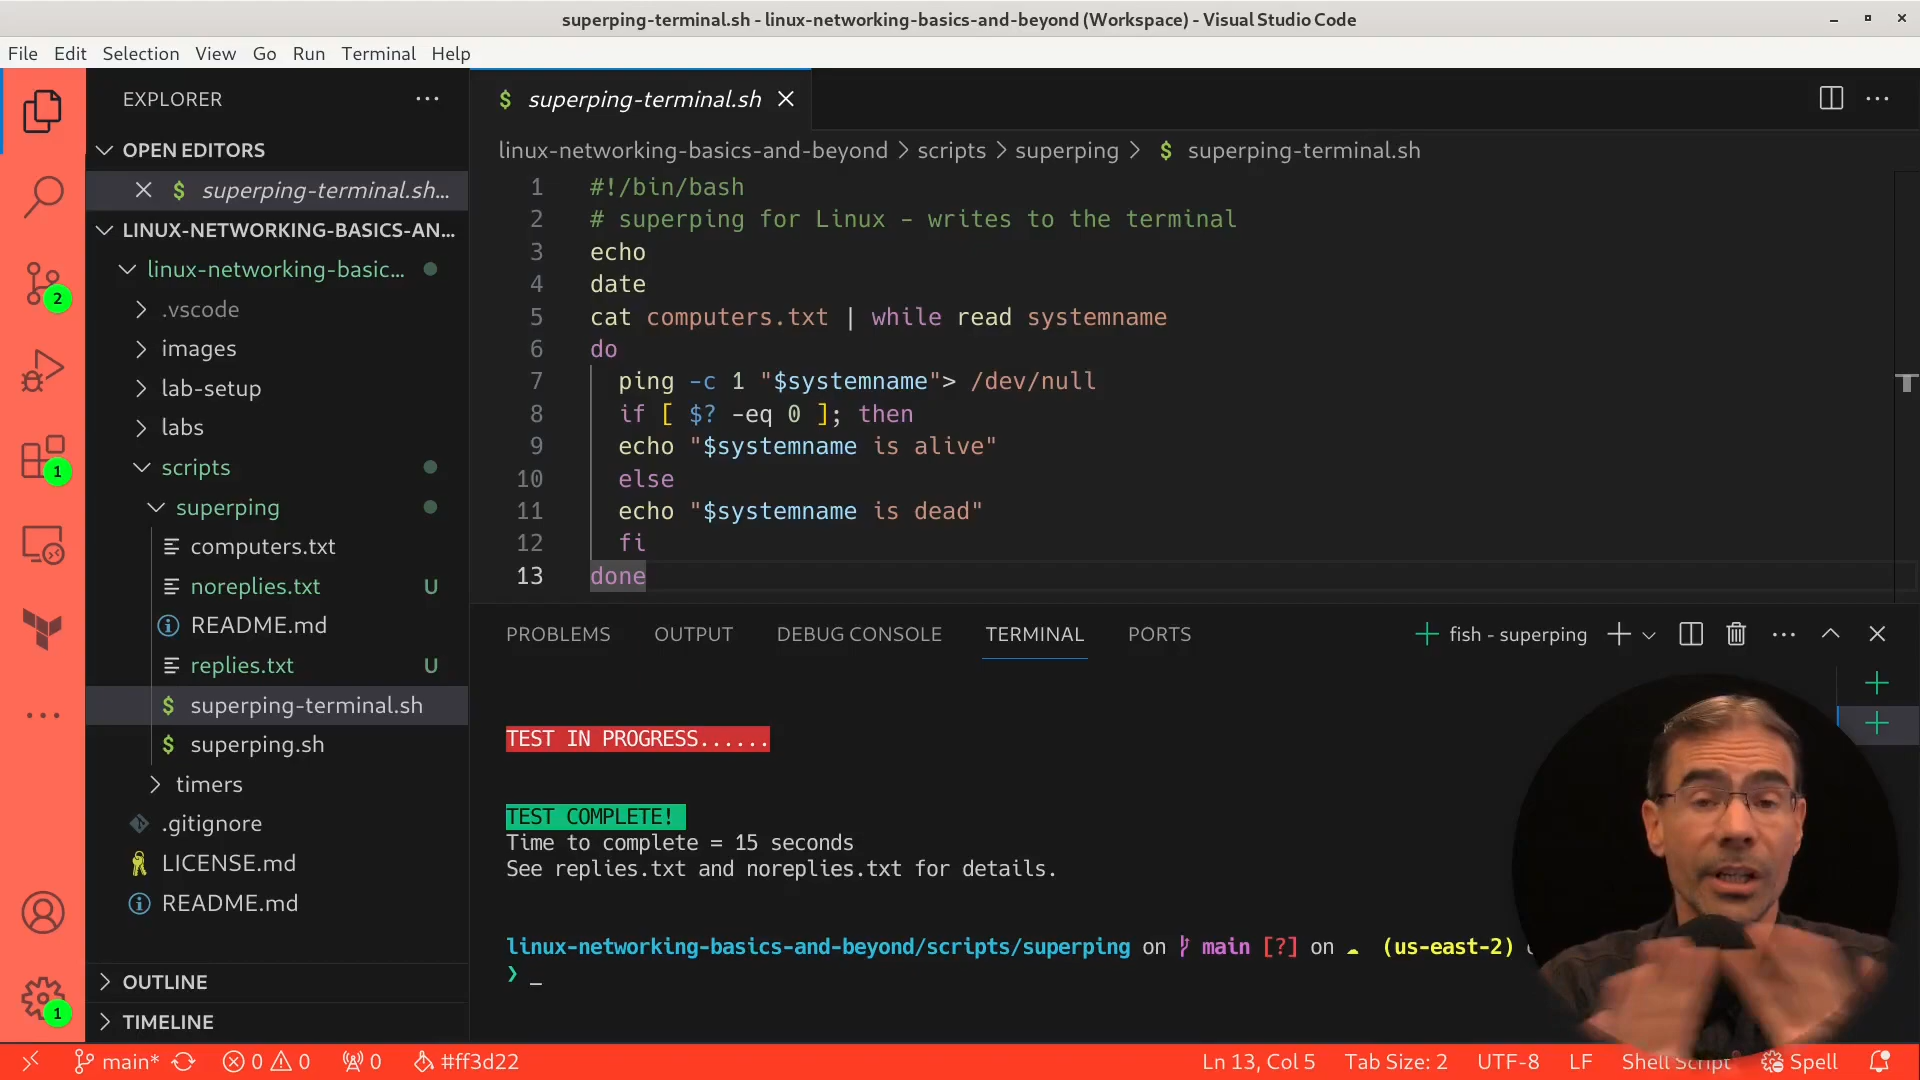 superping-terminal.sh - linux-networking-basics-and-beyond (Workspace) - Visual Studio Code
File Edit Selection View Go Run Terminal Help
EXPLORER
OPEN EDITORS
superping-terminal.sh...
LINUX-NETWORKING-BASICS-AN...
linux-networking-basic...
.vscode
images
lab-setup
labs
scripts
superping
computers.txt
noreplies.txt U
README.md
replies.txt U
superping-terminal.sh
superping.sh
timers
.gitignore
LICENSE.md
README.md
OUTLINE
TIMELINE
2
1
1
$ superping-terminal.sh
linux-networking-basics-and-beyond > scripts > superping > $ superping-terminal.sh
1 #!/bin/bash
2 # superping for Linux - writes to the terminal
3 echo
4 date
5 cat computers.txt | while read systemname
6 do
7 ping -c 1 "$systemname"> /dev/null
8 if [ $? -eq 0 ]; then
9 echo "$systemname is alive"
10 else
11 echo "$systemname is dead"
12 fi
13 done
PROBLEMS OUTPUT DEBUG CONSOLE TERMINAL PORTS
fish - superping
TEST IN PROGRESS......
TEST COMPLETE!
Time to complete = 15 seconds
See replies.txt and noreplies.txt for details.
linux-networking-basics-and-beyond/scripts/superping on main [?] on (us-east-2)
❯ _
main* 0 0 0 #ff3d22
Ln 13, Col 5 Tab Size: 2 UTF-8 LF Shell Script Spell